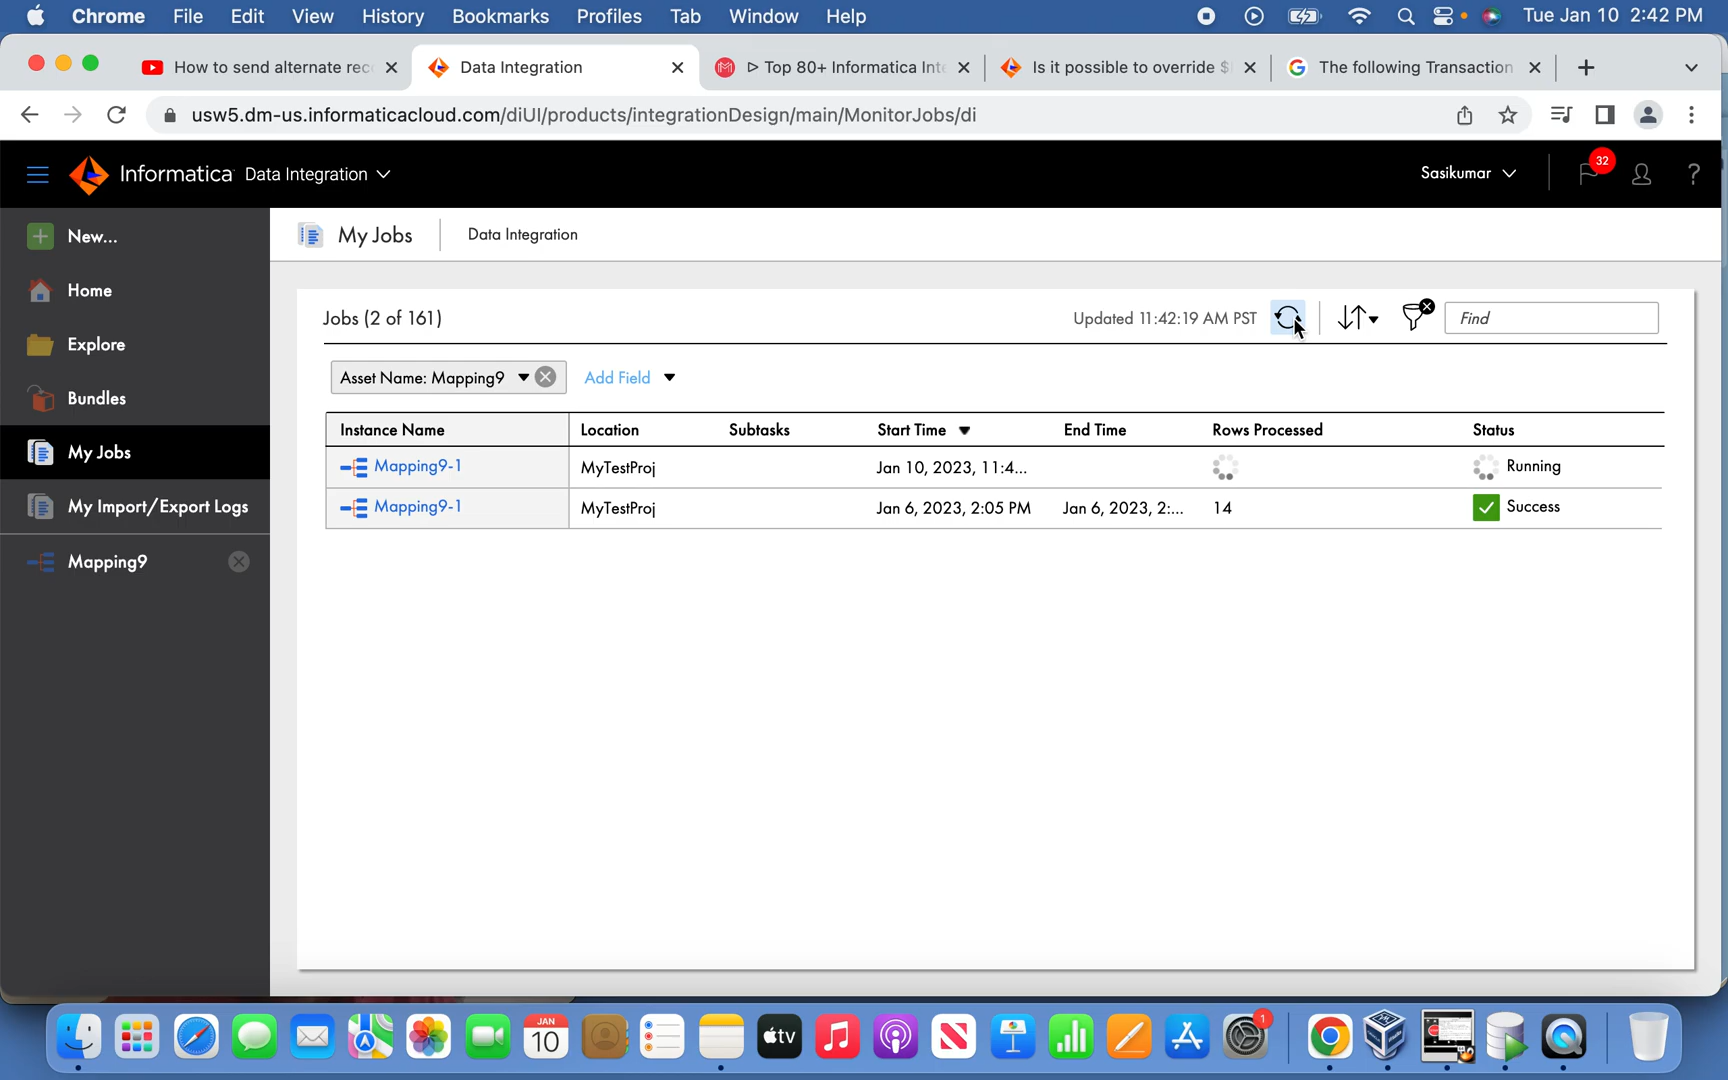 Chrome File Edit View History Bookmarks Profiles Tab Window Help Tue Jan 10 2:42 PM
How to send alternate rec Data Integration ▷ Top 80+ Informatica Inte Is it possible to override $ The following Transaction
usw5.dm-us.informaticacloud.com/diUI/products/integrationDesign/main/MonitorJobs/di
Informatica Data Integration Sasikumar 32 ?
New...
Home
Explore
Bundles
My Jobs
My Import/Export Logs
Mapping9
My Jobs Data Integration
Jobs (2 of 161) Updated 11:42:19 AM PST Find
Asset Name: Mapping9 Add Field
Instance Name Location Subtasks Start Time End Time Rows Processed Status
Mapping9-1 MyTestProj Jan 10, 2023, 11:4... Running
Mapping9-1 MyTestProj Jan 6, 2023, 2:05 PM Jan 6, 2023, 2:... 14 Success
JAN
10
tv
1